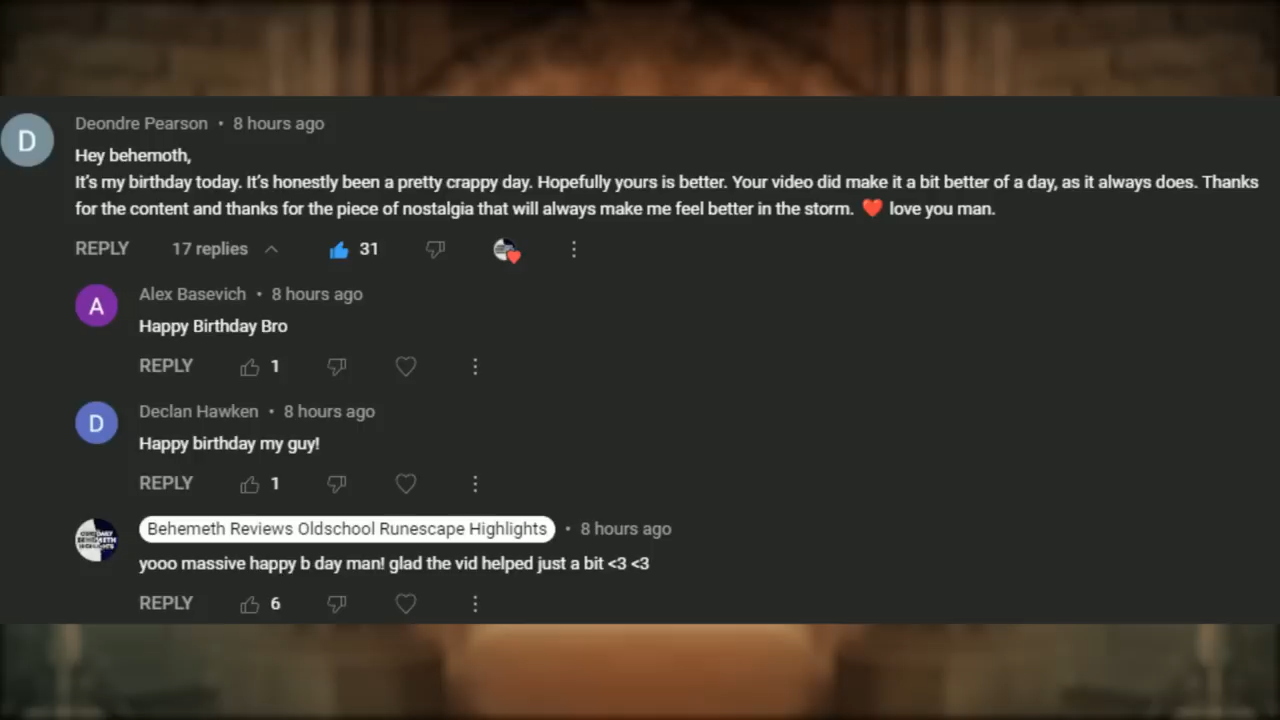 D
Deondre Pearson • 8 hours ago
Hey behemoth,
It's my birthday today. It's honestly been a pretty crappy day. Hopefully yours is better. Your video did make it a bit better of a day, as it always does. Thanks
for the content and thanks for the piece of nostalgia that will always make me feel better in the storm. ❤️ love you man.
REPLY 17 replies 31
A
Alex Basevich • 8 hours ago
Happy Birthday Bro
REPLY 1
D
Declan Hawken • 8 hours ago
Happy birthday my guy!
REPLY 1
Behemeth Reviews Oldschool Runescape Highlights • 8 hours ago
yooo massive happy b day man! glad the vid helped just a bit <3 <3
REPLY 6